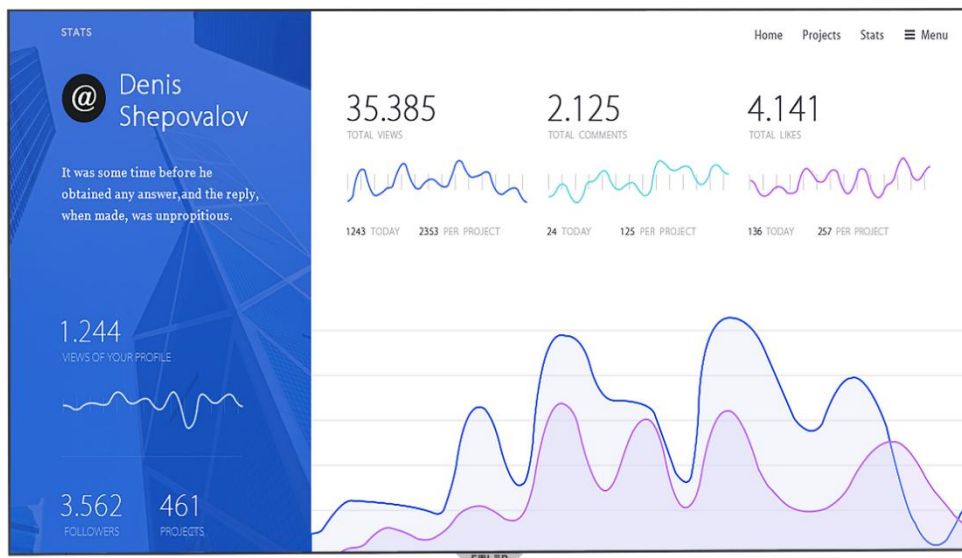 STATS
Denis
Shepovalov
It was some time before he
obtained any answer,and the reply,
when made, was unpropitious.
1.244
VIEWS OF YOUR PROFILE
3.562
FOLLOWERS
461
PROJECTS
Home Projects Stats Menu
35.385
TOTAL VIEWS
1243 TODAY 2353 PER PROJECT
2.125
TOTAL COMMENTS
24 TODAY 125 PER PROJECT
4.141
TOTAL LIKES
136 TODAY 257 PER PROJECT